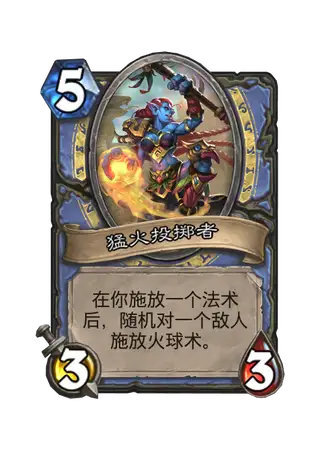 5
猛火投掷者
在你施放一个法术
后，随机对一个敌人
施放火球术。
3
3